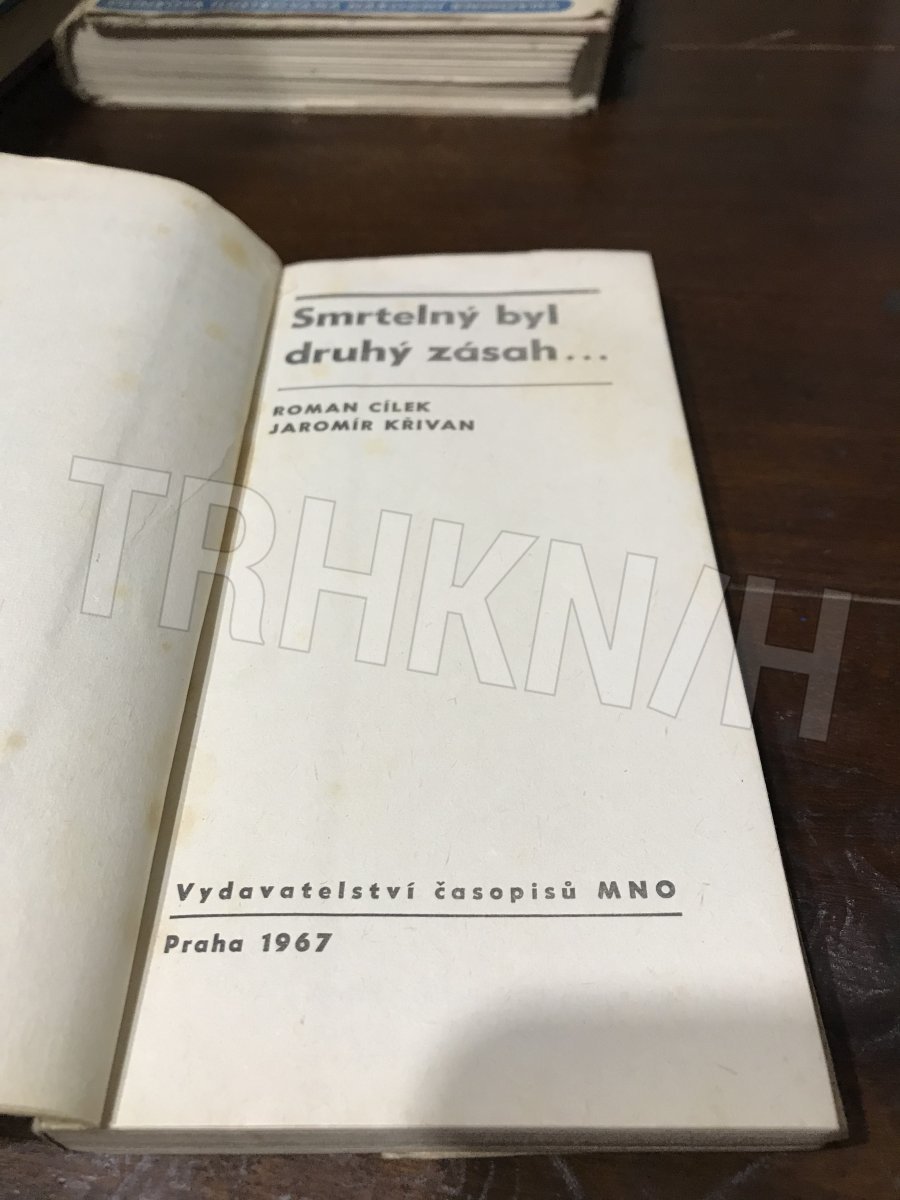 Smrtelný byl
druhý zásah...
ROMAN CÍLEK
JAROMÍR KŘIVAN
TRHKNIH
Vydavatelství časopisů MNO
Praha 1967